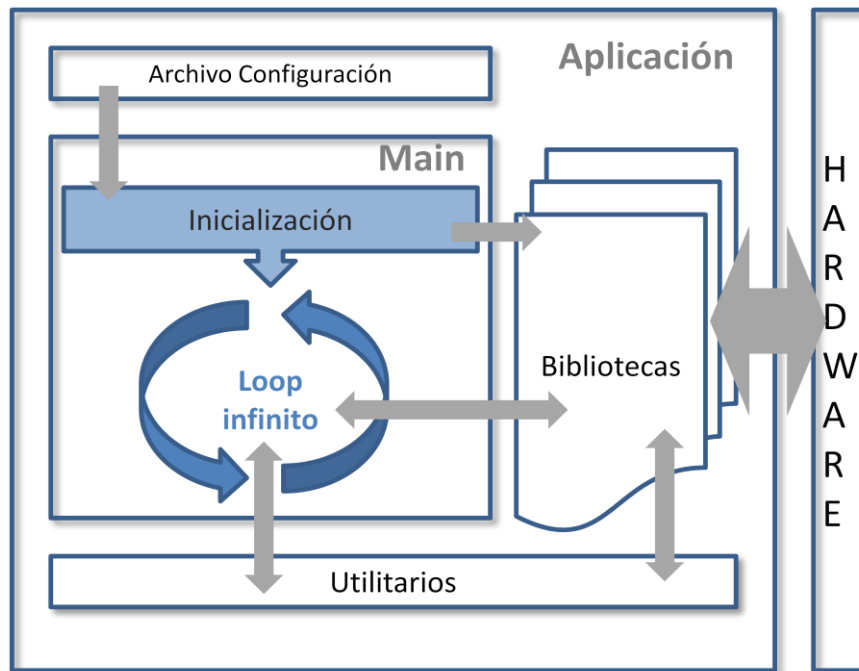 Aplicación
Archivo Configuración
Main
Inicialización
Loop
infinito
Bibliotecas
Utilitarios
H
A
R
D
W
A
R
E